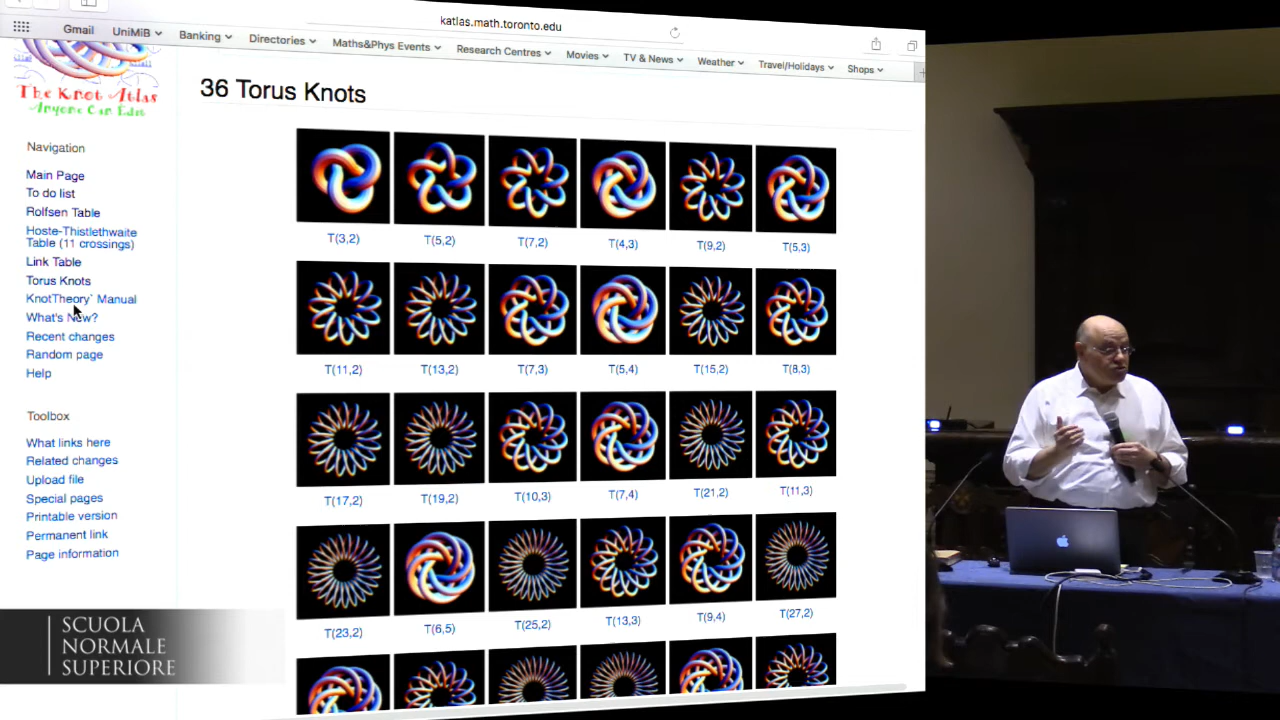 katlas.math.toronto.edu
Gmail UniMiB Banking Directories Maths&Phys Events Research Centres Movies TV & News Weather Travel/Holidays Shops
The Knot Atlas
Anyone Can Edit
36 Torus Knots
Navigation
Main Page
To do list
Rolfsen Table
Hoste-Thistlethwaite
Table (11 crossings)
Link Table
Torus Knots
KnotTheory` Manual
What's New?
Recent changes
Random page
Help
Toolbox
What links here
Related changes
Upload file
Special pages
Printable version
Permanent link
Page information
T(3,2) T(5,2) T(7,2) T(4,3) T(9,2) T(5,3)
T(11,2) T(13,2) T(7,3) T(5,4) T(15,2) T(8,3)
T(17,2) T(19,2) T(10,3) T(7,4) T(21,2) T(11,3)
T(23,2) T(6,5) T(25,2) T(13,3) T(9,4) T(27,2)
SCUOLA
NORMALE
SUPERIORE